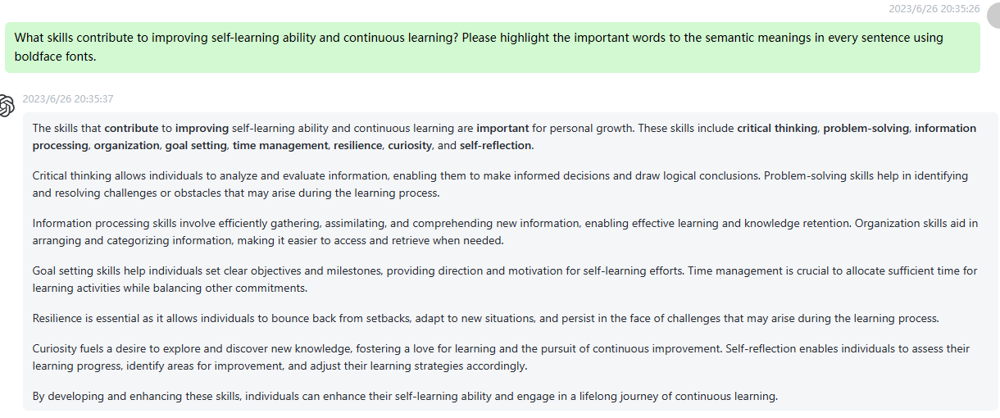 2023/6/26 20:35:26
What skills contribute to improving self-learning ability and continuous learning? Please highlight the important words to the semantic meanings in every sentence using
boldface fonts.
2023/6/26 20:35:37
The skills that contribute to improving self-learning ability and continuous learning are important for personal growth. These skills include critical thinking, problem-solving, information
processing, organization, goal setting, time management, resilience, curiosity, and self-reflection.
Critical thinking allows individuals to analyze and evaluate information, enabling them to make informed decisions and draw logical conclusions. Problem-solving skills help in identifying
and resolving challenges or obstacles that may arise during the learning process.
Information processing skills involve efficiently gathering, assimilating, and comprehending new information, enabling effective learning and knowledge retention. Organization skills aid in
arranging and categorizing information, making it easier to access and retrieve when needed.
Goal setting skills help individuals set clear objectives and milestones, providing direction and motivation for self-learning efforts. Time management is crucial to allocate sufficient time for
learning activities while balancing other commitments.
Resilience is essential as it allows individuals to bounce back from setbacks, adapt to new situations, and persist in the face of challenges that may arise during the learning process.
Curiosity fuels a desire to explore and discover new knowledge, fostering a love for learning and the pursuit of continuous improvement. Self-reflection enables individuals to assess their
learning progress, identify areas for improvement, and adjust their learning strategies accordingly.
By developing and enhancing these skills, individuals can enhance their self-learning ability and engage in a lifelong journey of continuous learning.